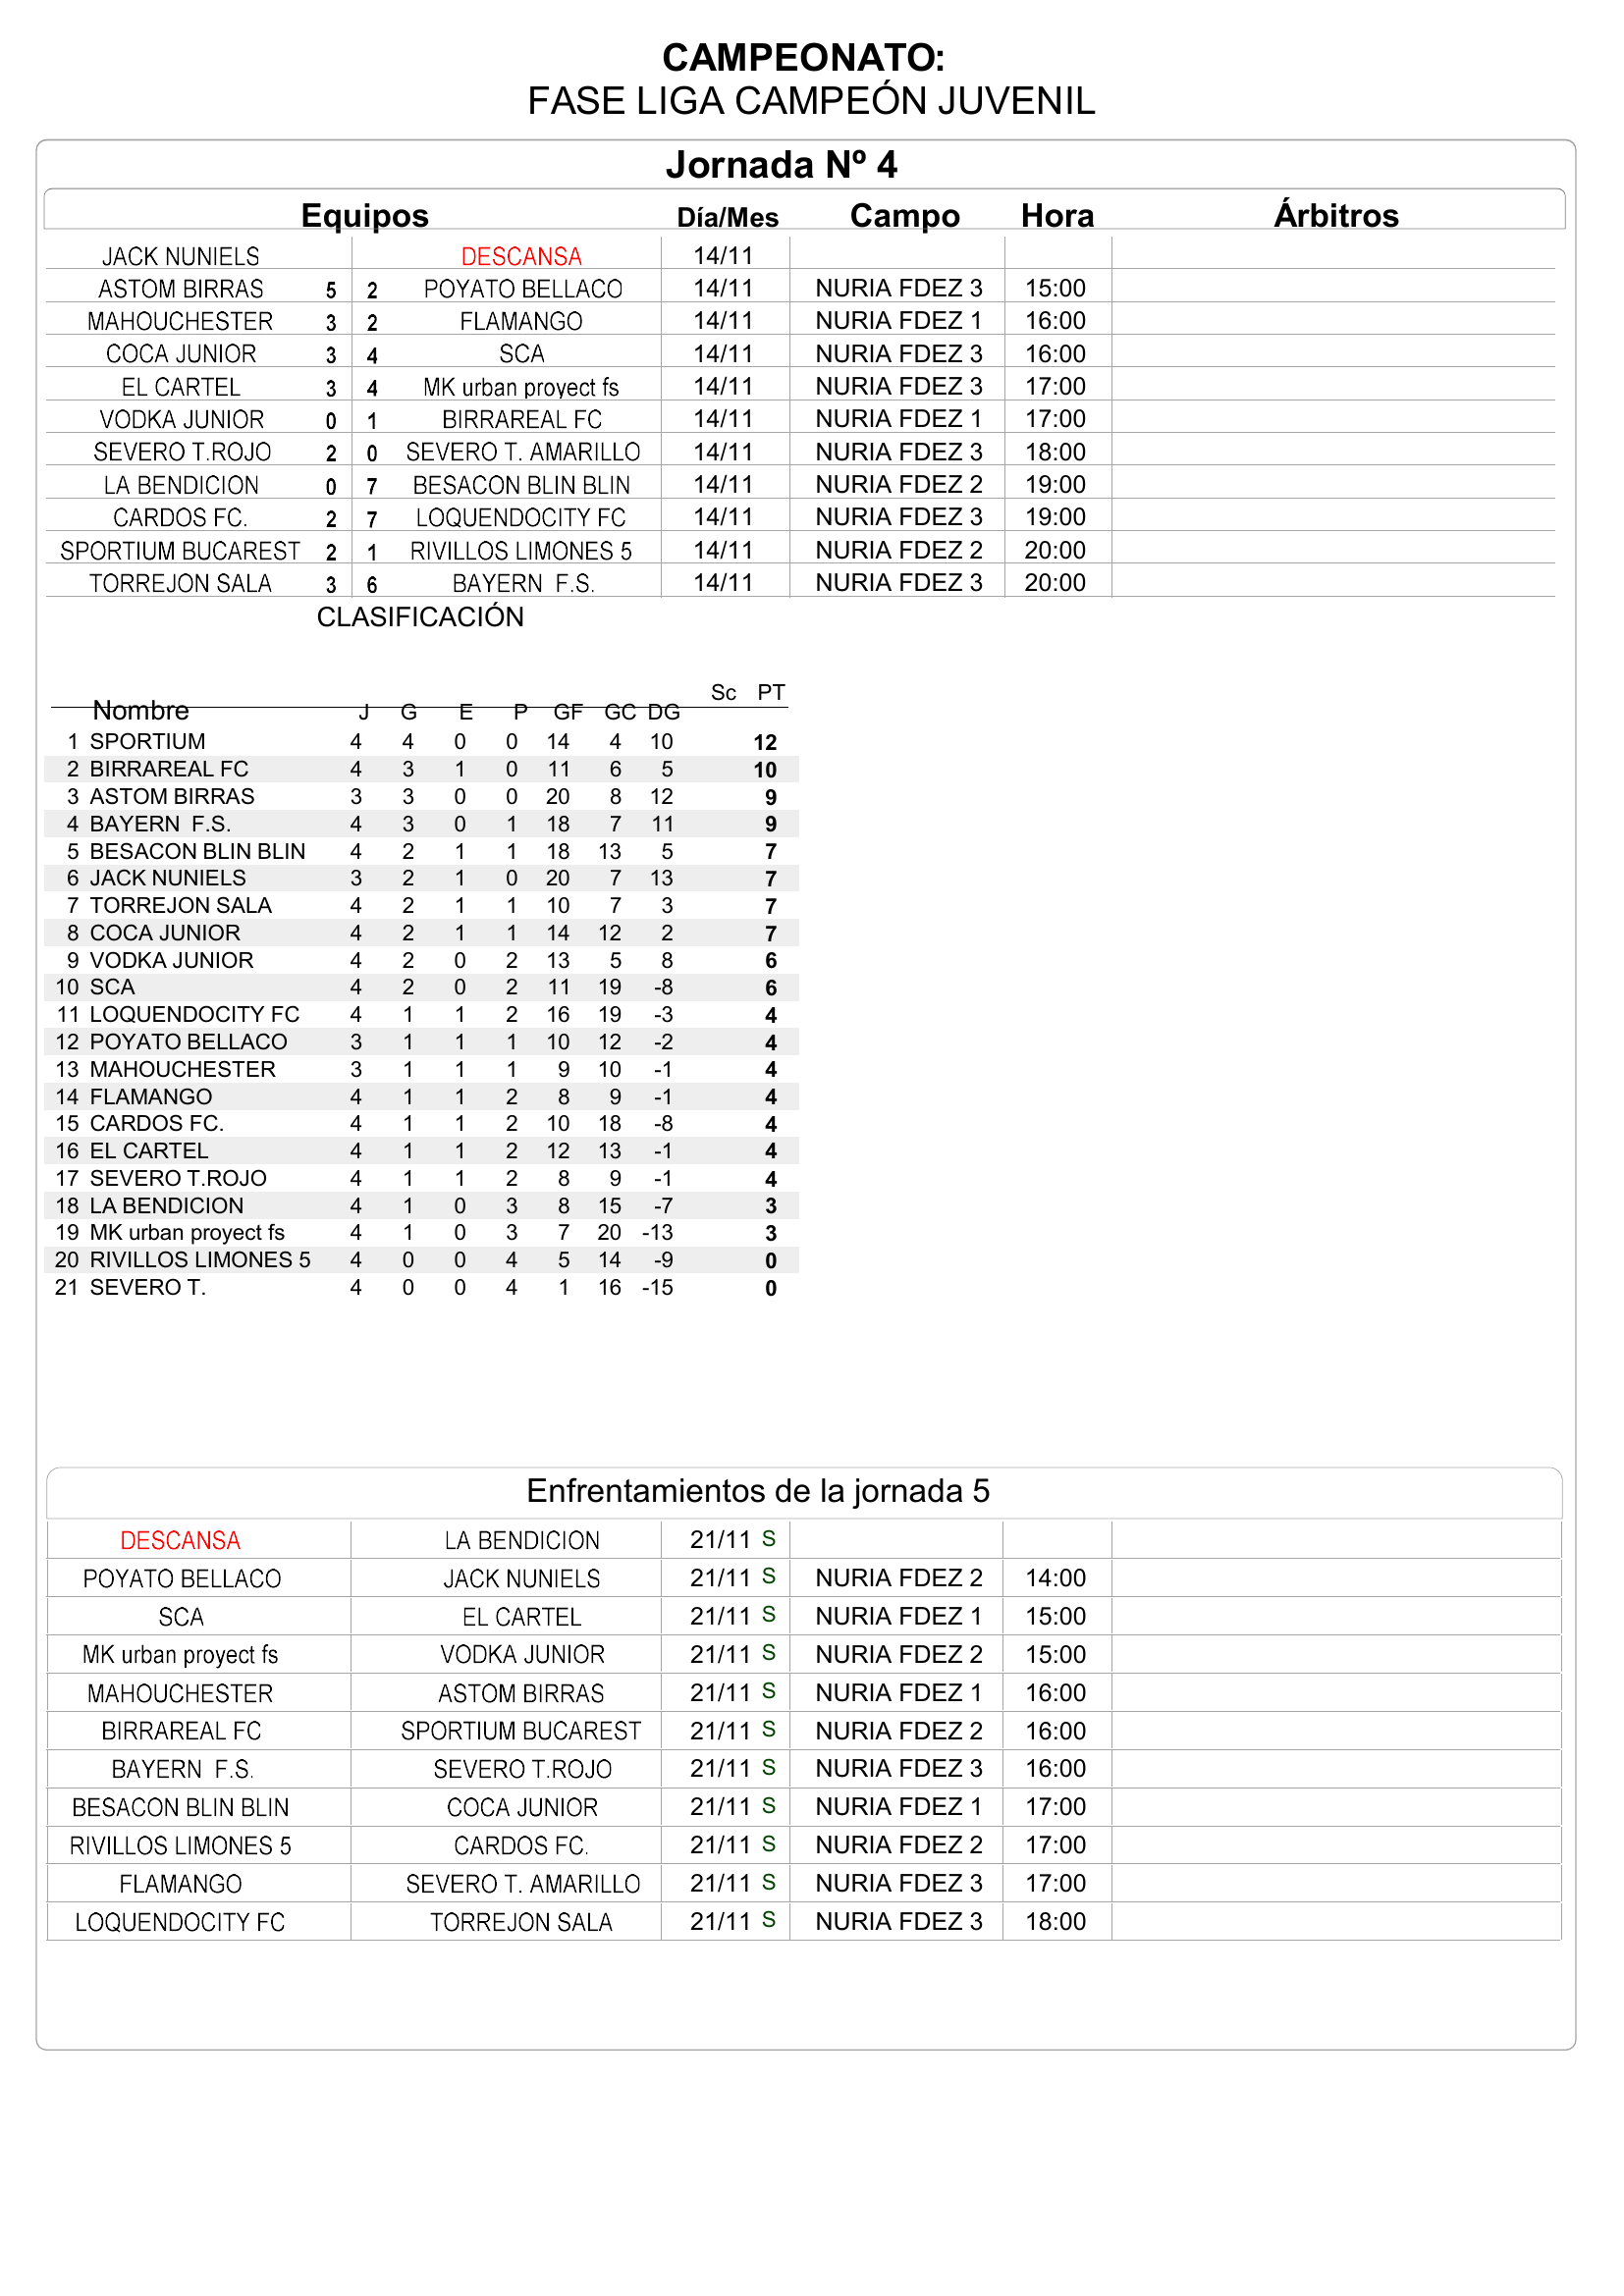 CAMPEONATO:
FASE LIGA CAMPEÓN JUVENIL
Jornada Nº 4
Equipos Día/Mes Campo Hora Árbitros
JACK NUNIELS DESCANSA 14/11
ASTOM BIRRAS 5 2 POYATO BELLACO 14/11 NURIA FDEZ 3 15:00
MAHOUCHESTER 3 2 FLAMANGO 14/11 NURIA FDEZ 1 16:00
COCA JUNIOR 3 4 SCA 14/11 NURIA FDEZ 3 16:00
EL CARTEL 3 4 MK urban proyect fs 14/11 NURIA FDEZ 3 17:00
VODKA JUNIOR 0 1 BIRRAREAL FC 14/11 NURIA FDEZ 1 17:00
SEVERO T.ROJO 2 0 SEVERO T. AMARILLO 14/11 NURIA FDEZ 3 18:00
LA BENDICION 0 7 BESACON BLIN BLIN 14/11 NURIA FDEZ 2 19:00
CARDOS FC. 2 7 LOQUENDOCITY FC 14/11 NURIA FDEZ 3 19:00
SPORTIUM BUCAREST 2 1 RIVILLOS LIMONES 5 14/11 NURIA FDEZ 2 20:00
TORREJON SALA 3 6 BAYERN F.S. 14/11 NURIA FDEZ 3 20:00
CLASIFICACIÓN
Nombre J G E P GF GC DG Sc PT
1 SPORTIUM 4 4 0 0 14 4 10 12
2 BIRRAREAL FC 4 3 1 0 11 6 5 10
3 ASTOM BIRRAS 3 3 0 0 20 8 12 9
4 BAYERN F.S. 4 3 0 1 18 7 11 9
5 BESACON BLIN BLIN 4 2 1 1 18 13 5 7
6 JACK NUNIELS 3 2 1 0 20 7 13 7
7 TORREJON SALA 4 2 1 1 10 7 3 7
8 COCA JUNIOR 4 2 1 1 14 12 2 7
9 VODKA JUNIOR 4 2 0 2 13 5 8 6
10 SCA 4 2 0 2 11 19 -8 6
11 LOQUENDOCITY FC 4 1 1 2 16 19 -3 4
12 POYATO BELLACO 3 1 1 1 10 12 -2 4
13 MAHOUCHESTER 3 1 1 1 9 10 -1 4
14 FLAMANGO 4 1 1 2 8 9 -1 4
15 CARDOS FC. 4 1 1 2 10 18 -8 4
16 EL CARTEL 4 1 1 2 12 13 -1 4
17 SEVERO T.ROJO 4 1 1 2 8 9 -1 4
18 LA BENDICION 4 1 0 3 8 15 -7 3
19 MK urban proyect fs 4 1 0 3 7 20 -13 3
20 RIVILLOS LIMONES 5 4 0 0 4 5 14 -9 0
21 SEVERO T. 4 0 0 4 1 16 -15 0
Enfrentamientos de la jornada 5
DESCANSA LA BENDICION 21/11 S
POYATO BELLACO JACK NUNIELS 21/11 S NURIA FDEZ 2 14:00
SCA EL CARTEL 21/11 S NURIA FDEZ 1 15:00
MK urban proyect fs VODKA JUNIOR 21/11 S NURIA FDEZ 2 15:00
MAHOUCHESTER ASTOM BIRRAS 21/11 S NURIA FDEZ 1 16:00
BIRRAREAL FC SPORTIUM BUCAREST 21/11 S NURIA FDEZ 2 16:00
BAYERN F.S. SEVERO T.ROJO 21/11 S NURIA FDEZ 3 16:00
BESACON BLIN BLIN COCA JUNIOR 21/11 S NURIA FDEZ 1 17:00
RIVILLOS LIMONES 5 CARDOS FC. 21/11 S NURIA FDEZ 2 17:00
FLAMANGO SEVERO T. AMARILLO 21/11 S NURIA FDEZ 3 17:00
LOQUENDOCITY FC TORREJON SALA 21/11 S NURIA FDEZ 3 18:00